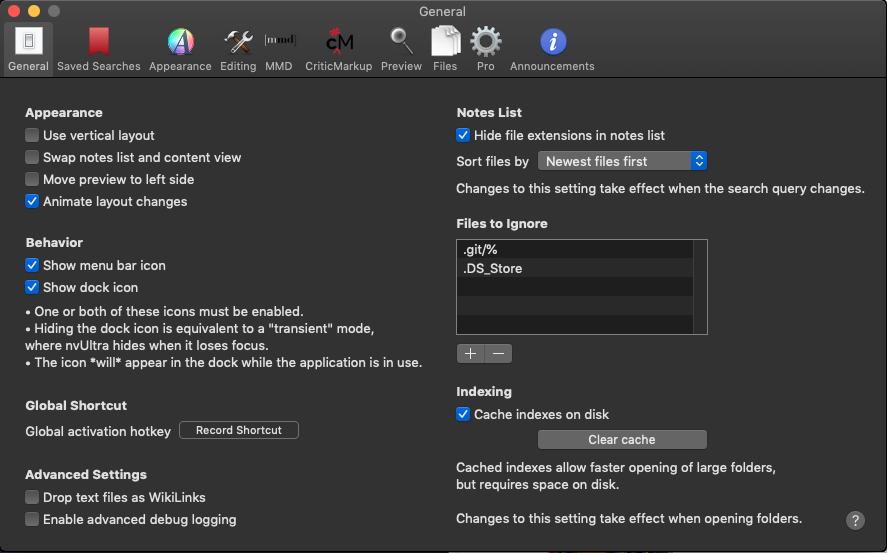 General
General Saved Searches Appearance Editing MMD CriticMarkup Preview Files Pro Announcements
[mmd]
cM
Appearance
Use vertical layout
Swap notes list and content view
Move preview to left side
Animate layout changes
Behavior
Show menu bar icon
Show dock icon
• One or both of these icons must be enabled.
• Hiding the dock icon is equivalent to a "transient" mode,
where nvUltra hides when it loses focus.
• The icon *will* appear in the dock while the application is in use.
Global Shortcut
Global activation hotkey Record Shortcut
Advanced Settings
Drop text files as WikiLinks
Enable advanced debug logging
Notes List
Hide file extensions in notes list
Sort files by Newest files first
Changes to this setting take effect when the search query changes.
Files to Ignore
.git/%
.DS_Store
+ −
Indexing
Cache indexes on disk
Clear cache
Cached indexes allow faster opening of large folders,
but requires space on disk.
Changes to this setting take effect when opening folders.
?